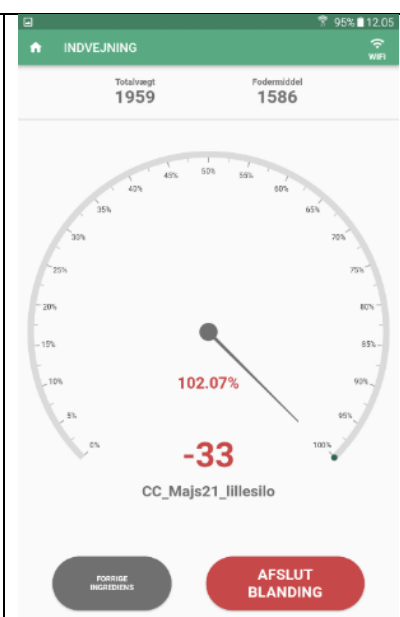 95% 12.05
INDVEJNING
WIFI
Totalvægt Fodermiddel
1959 1586
50%
45% 55%
40% 60%
35% 65%
30% 70%
25% 75%
20% 80%
15% 85%
10% 90%
5% 95%
0% 100%
102.07%
-33
CC_Majs21_lillesilo
FORRIGE
INGREDIENS
AFSLUT
BLANDING